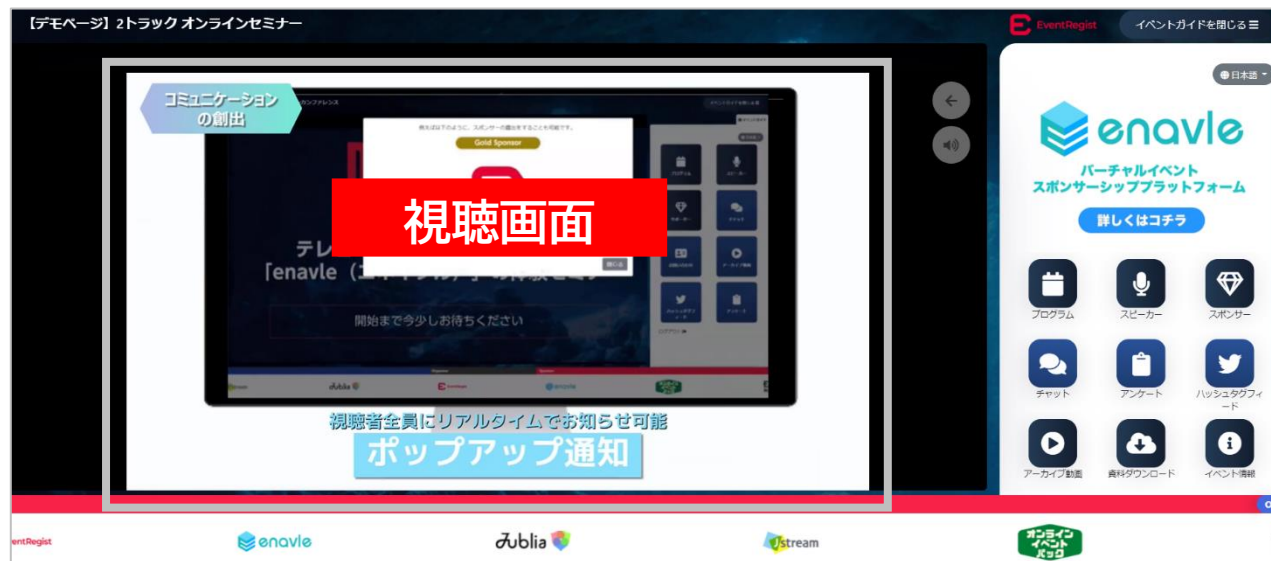 【デモページ】2トラック オンラインセミナー
EventRegist
イベントガイドを閉じる
日本語
コミュニケーション
の創出
Gold Sponsor
視聴画面
テレ
「enavle（エ
開始まで今少しお待ちください
視聴者全員にリアルタイムでお知らせ可能
ポップアップ通知
enavle
バーチャルイベント
スポンサーシッププラットフォーム
詳しくはコチラ
プログラム
スピーカー
スポンサー
チャット
アンケート
ハッシュタグフィ
ード
アーカイブ動画
資料ダウンロード
イベント情報
entRegist
enavle
Jublia
Jstream
オンライン
イベント
パック